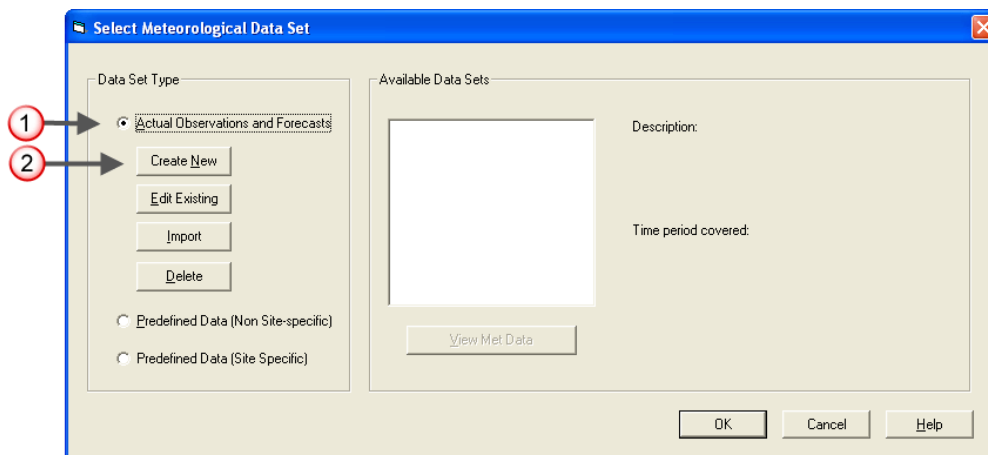 Select Meteorological Data Set
Data Set Type
1
Actual Observations and Forecasts
2
Create New
Edit Existing
Import
Delete
Predefined Data (Non Site-specific)
Predefined Data (Site Specific)
Available Data Sets
Description:
Time period covered:
View Met Data
OK
Cancel
Help